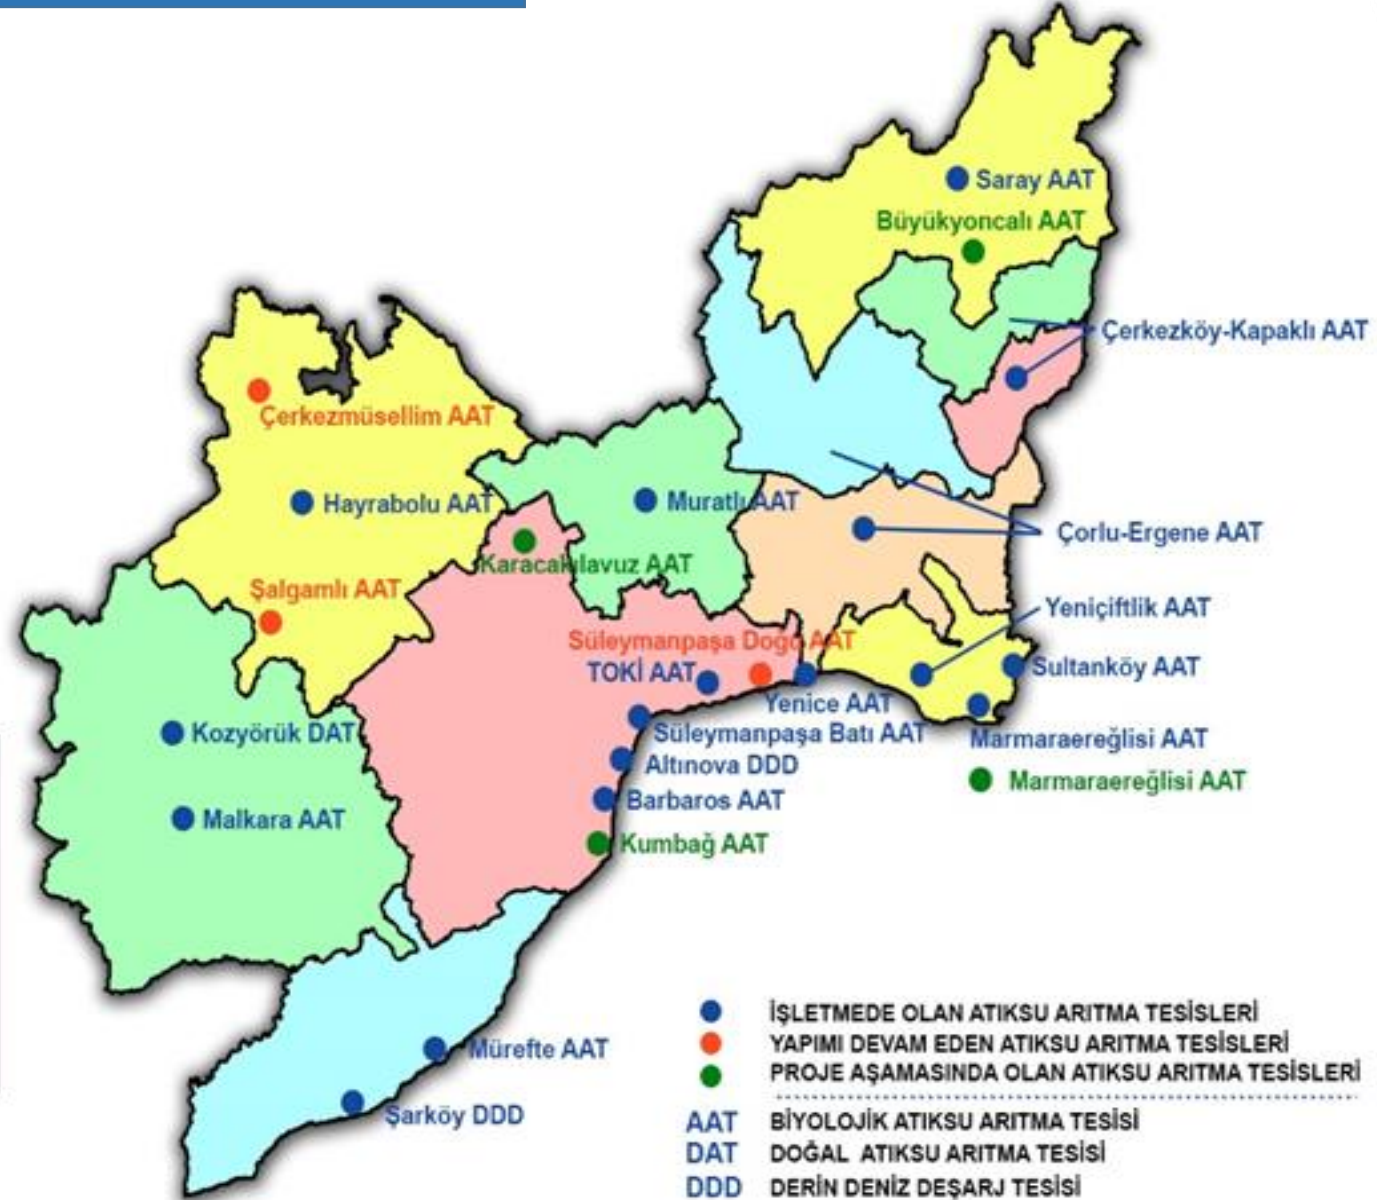 Saray AAT
Büyükyoncalı AAT
Çerkezköy-Kapaklı AAT
Çerkezmüsellim AAT
Hayrabolu AAT
Muratlı AAT
Çorlu-Ergene AAT
Karacakılavuz AAT
Şalgamlı AAT
Yeniçiftlik AAT
Süleymanpaşa Doğu AAT
Sultanköy AAT
TOKİ AAT
Yenice AAT
Kozyörük DAT
Süleymanpaşa Batı AAT
Marmaraereğlisi AAT
Altınova DDD
Marmaraereğlisi AAT
Barbaros AAT
Malkara AAT
Kumbağ AAT
Mürefte AAT
Şarköy DDD
İŞLETMEDE OLAN ATIKSU ARITMA TESİSLERİ
YAPIMI DEVAM EDEN ATIKSU ARITMA TESİSLERİ
PROJE AŞAMASINDA OLAN ATIKSU ARITMA TESİSLERİ
AAT BİYOLOJİK ATIKSU ARITMA TESİSİ
DAT DOĞAL ATIKSU ARITMA TESİSİ
DDD DERİN DENİZ DEŞARJ TESİSİ